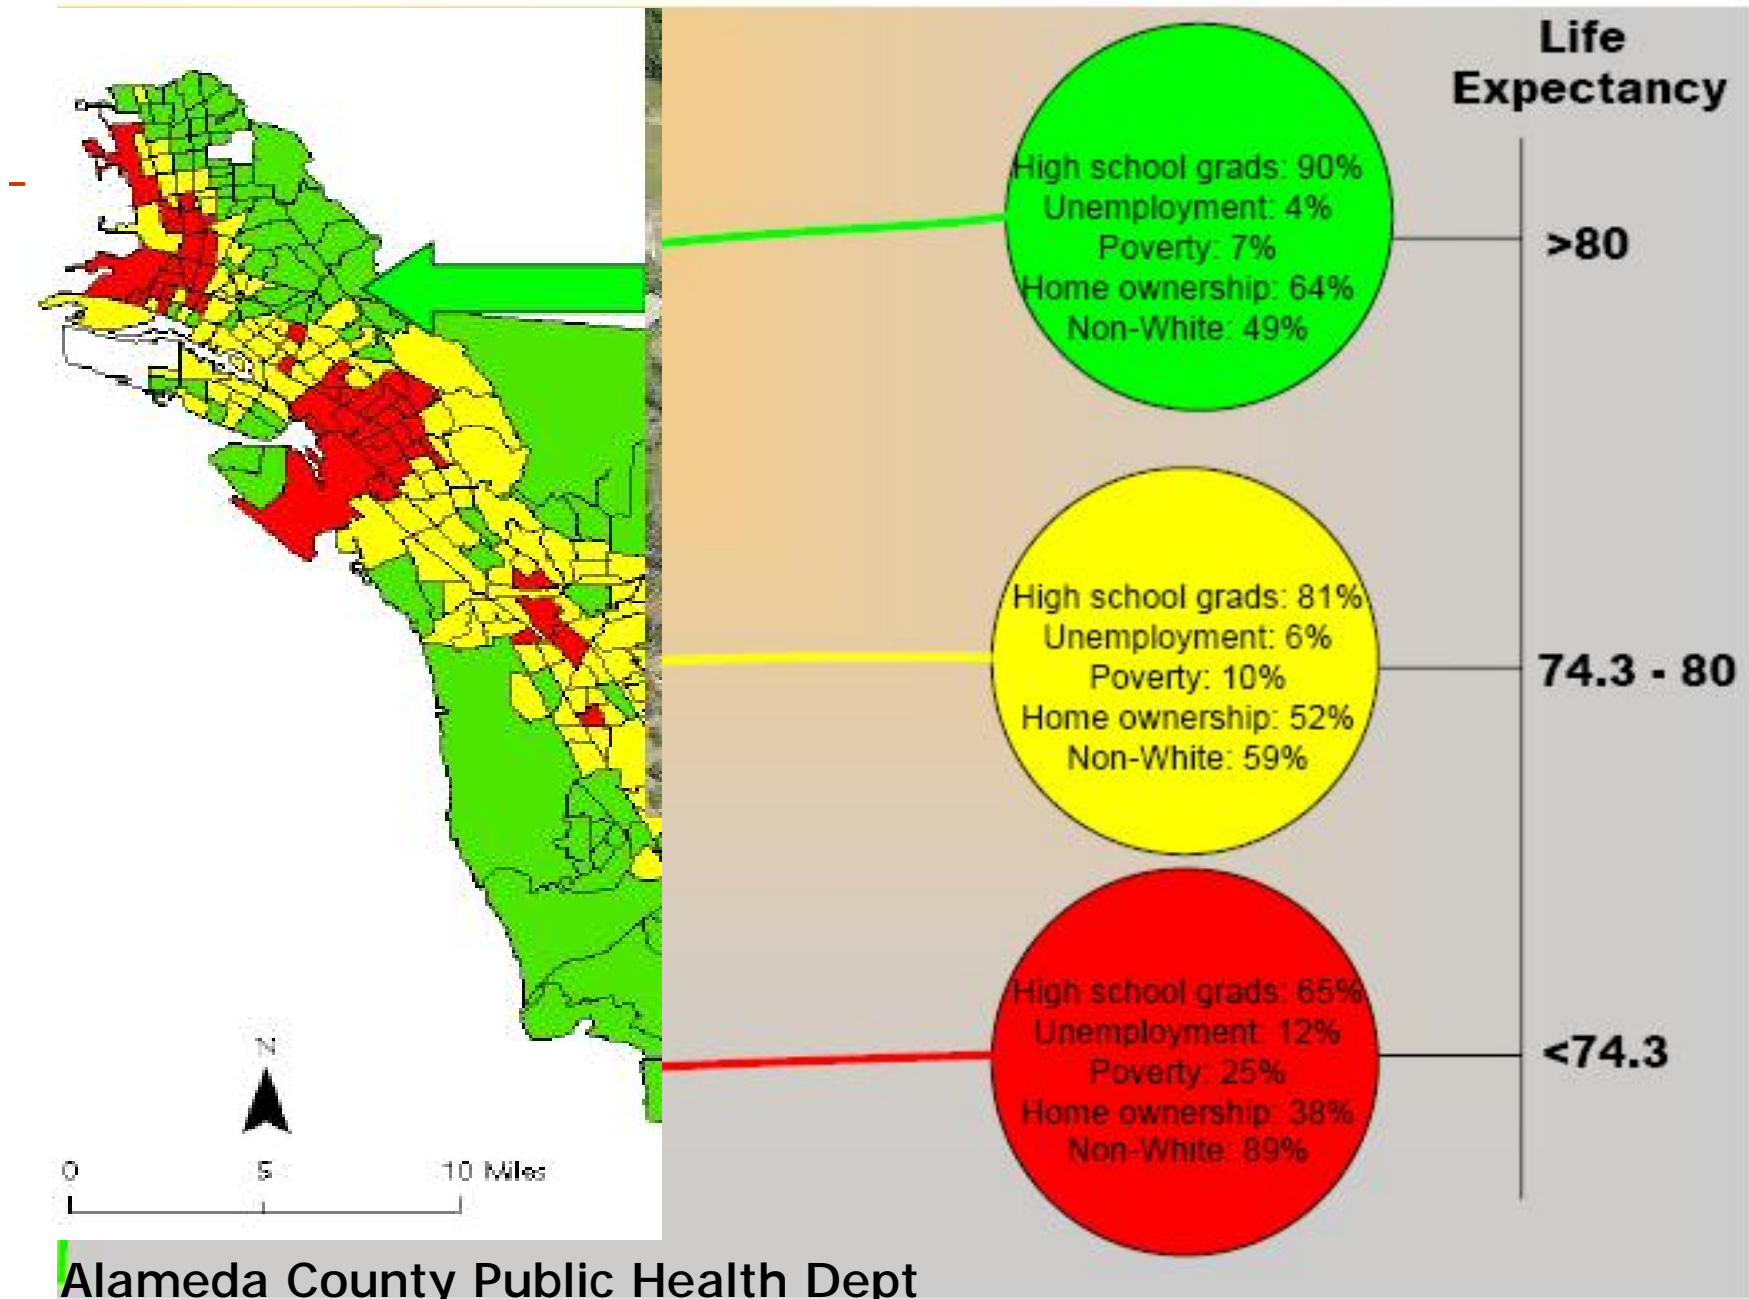 Life
Expectancy
High school grads: 90%
Unemployment: 4%
Poverty: 7%
Home ownership: 64%
Non-White: 49%
>80
High school grads: 81%
Unemployment: 6%
Poverty: 10%
Home ownership: 52%
Non-White: 59%
74.3 - 80
High school grads: 65%
Unemployment: 12%
Poverty: 25%
Home ownership: 38%
Non-White: 89%
<74.3
N
0 5 10 Miles
Alameda County Public Health Dept